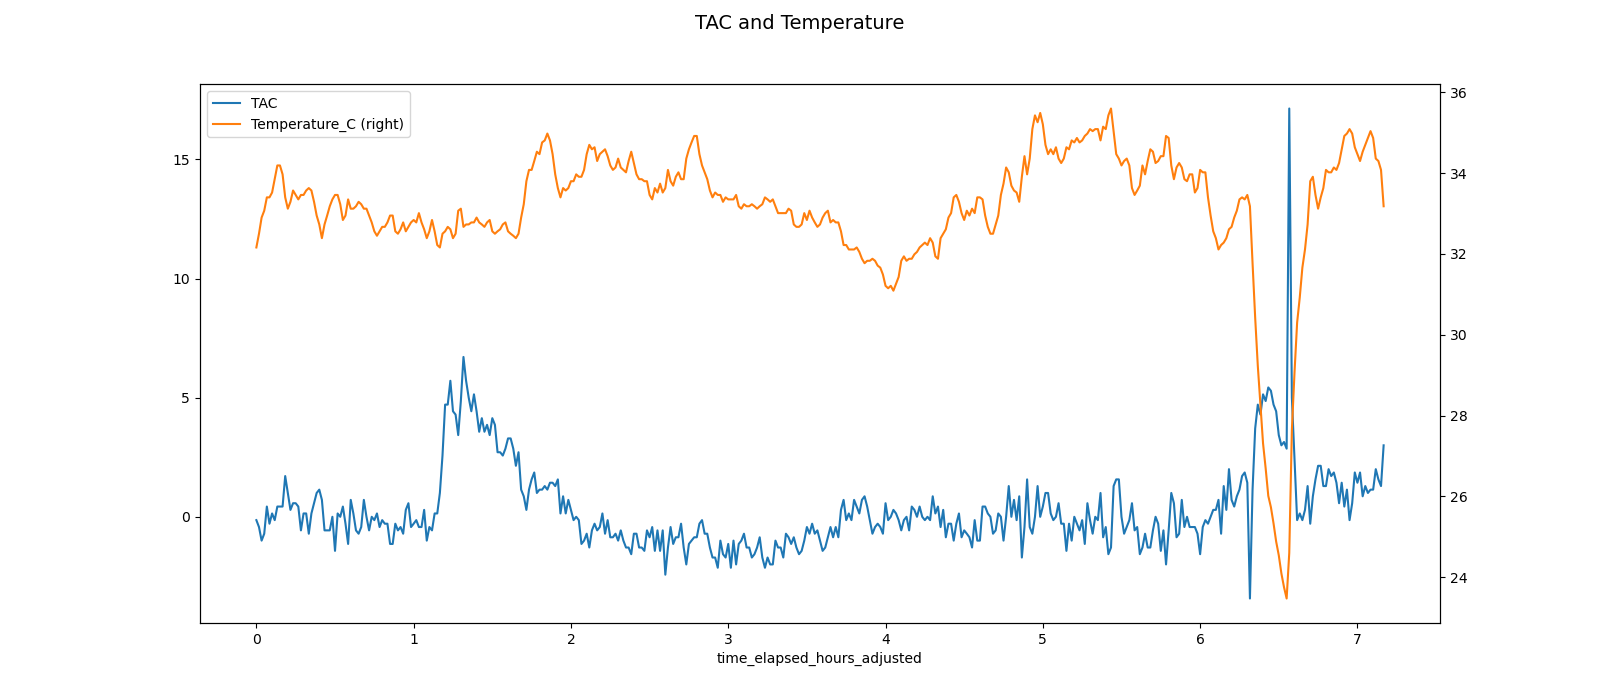 TAC and Temperature
TAC
Temperature_C (right)
15
10
5
0
36
34
32
30
28
26
24
0 1 2 3 4 5 6 7
time_elapsed_hours_adjusted